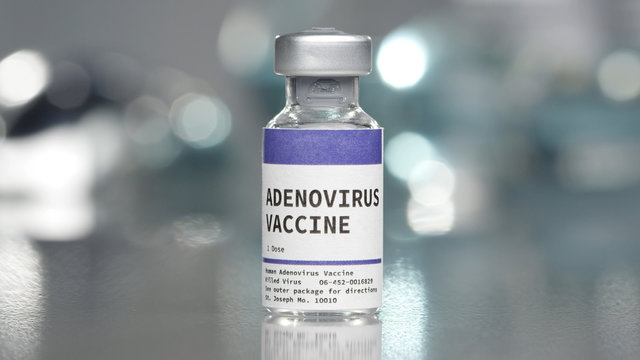 ADENOVIRUS
VACCINE
1 Dose
Human Adenovirus Vaccine
Killed Virus 06-452-0016829
See outer package for directions
St. Joseph Mo. 10010